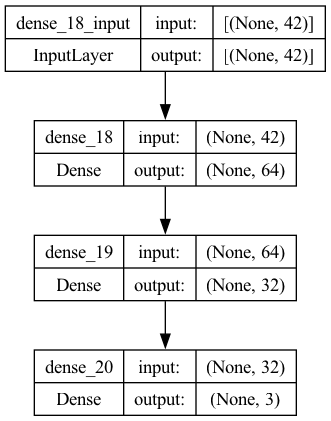 dense_18_input input: [(None, 42)]
InputLayer output: [(None, 42)]
dense_18 input: (None, 42)
Dense output: (None, 64)
dense_19 input: (None, 64)
Dense output: (None, 32)
dense_20 input: (None, 32)
Dense output: (None, 3)